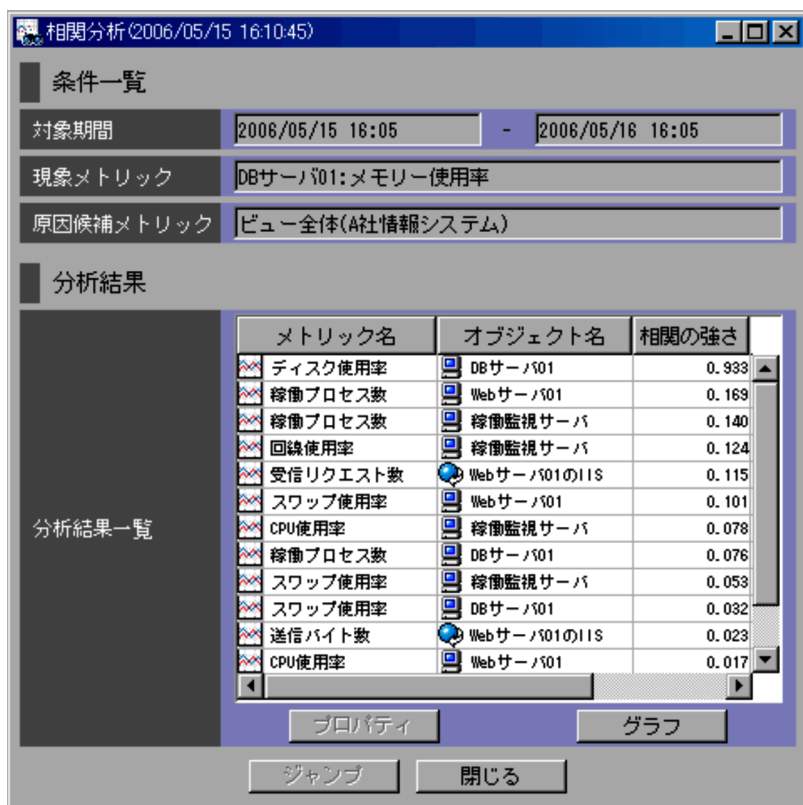 相関分析(2006/05/15 16:10:45)
条件一覧
対象期間 2006/05/15 16:05 - 2006/05/16 16:05
現象メトリック DBサーバ01:メモリー使用率
原因候補メトリック ビュー全体(A社情報システム)
分析結果
分析結果一覧
メトリック名 オブジェクト名 相関の強さ
ディスク使用率 DBサーバ01 0.933
稼働プロセス数 Webサーバ01 0.169
稼働プロセス数 稼働監視サーバ 0.140
回線使用率 稼働監視サーバ 0.124
受信リクエスト数 Webサーバ01のIIS 0.115
スワップ使用率 Webサーバ01 0.101
CPU使用率 稼働監視サーバ 0.078
稼働プロセス数 DBサーバ01 0.076
スワップ使用率 稼働監視サーバ 0.053
スワップ使用率 DBサーバ01 0.032
送信バイト数 Webサーバ01のIIS 0.023
CPU使用率 Webサーバ01 0.017
プロパティ グラフ
ジャンプ 閉じる